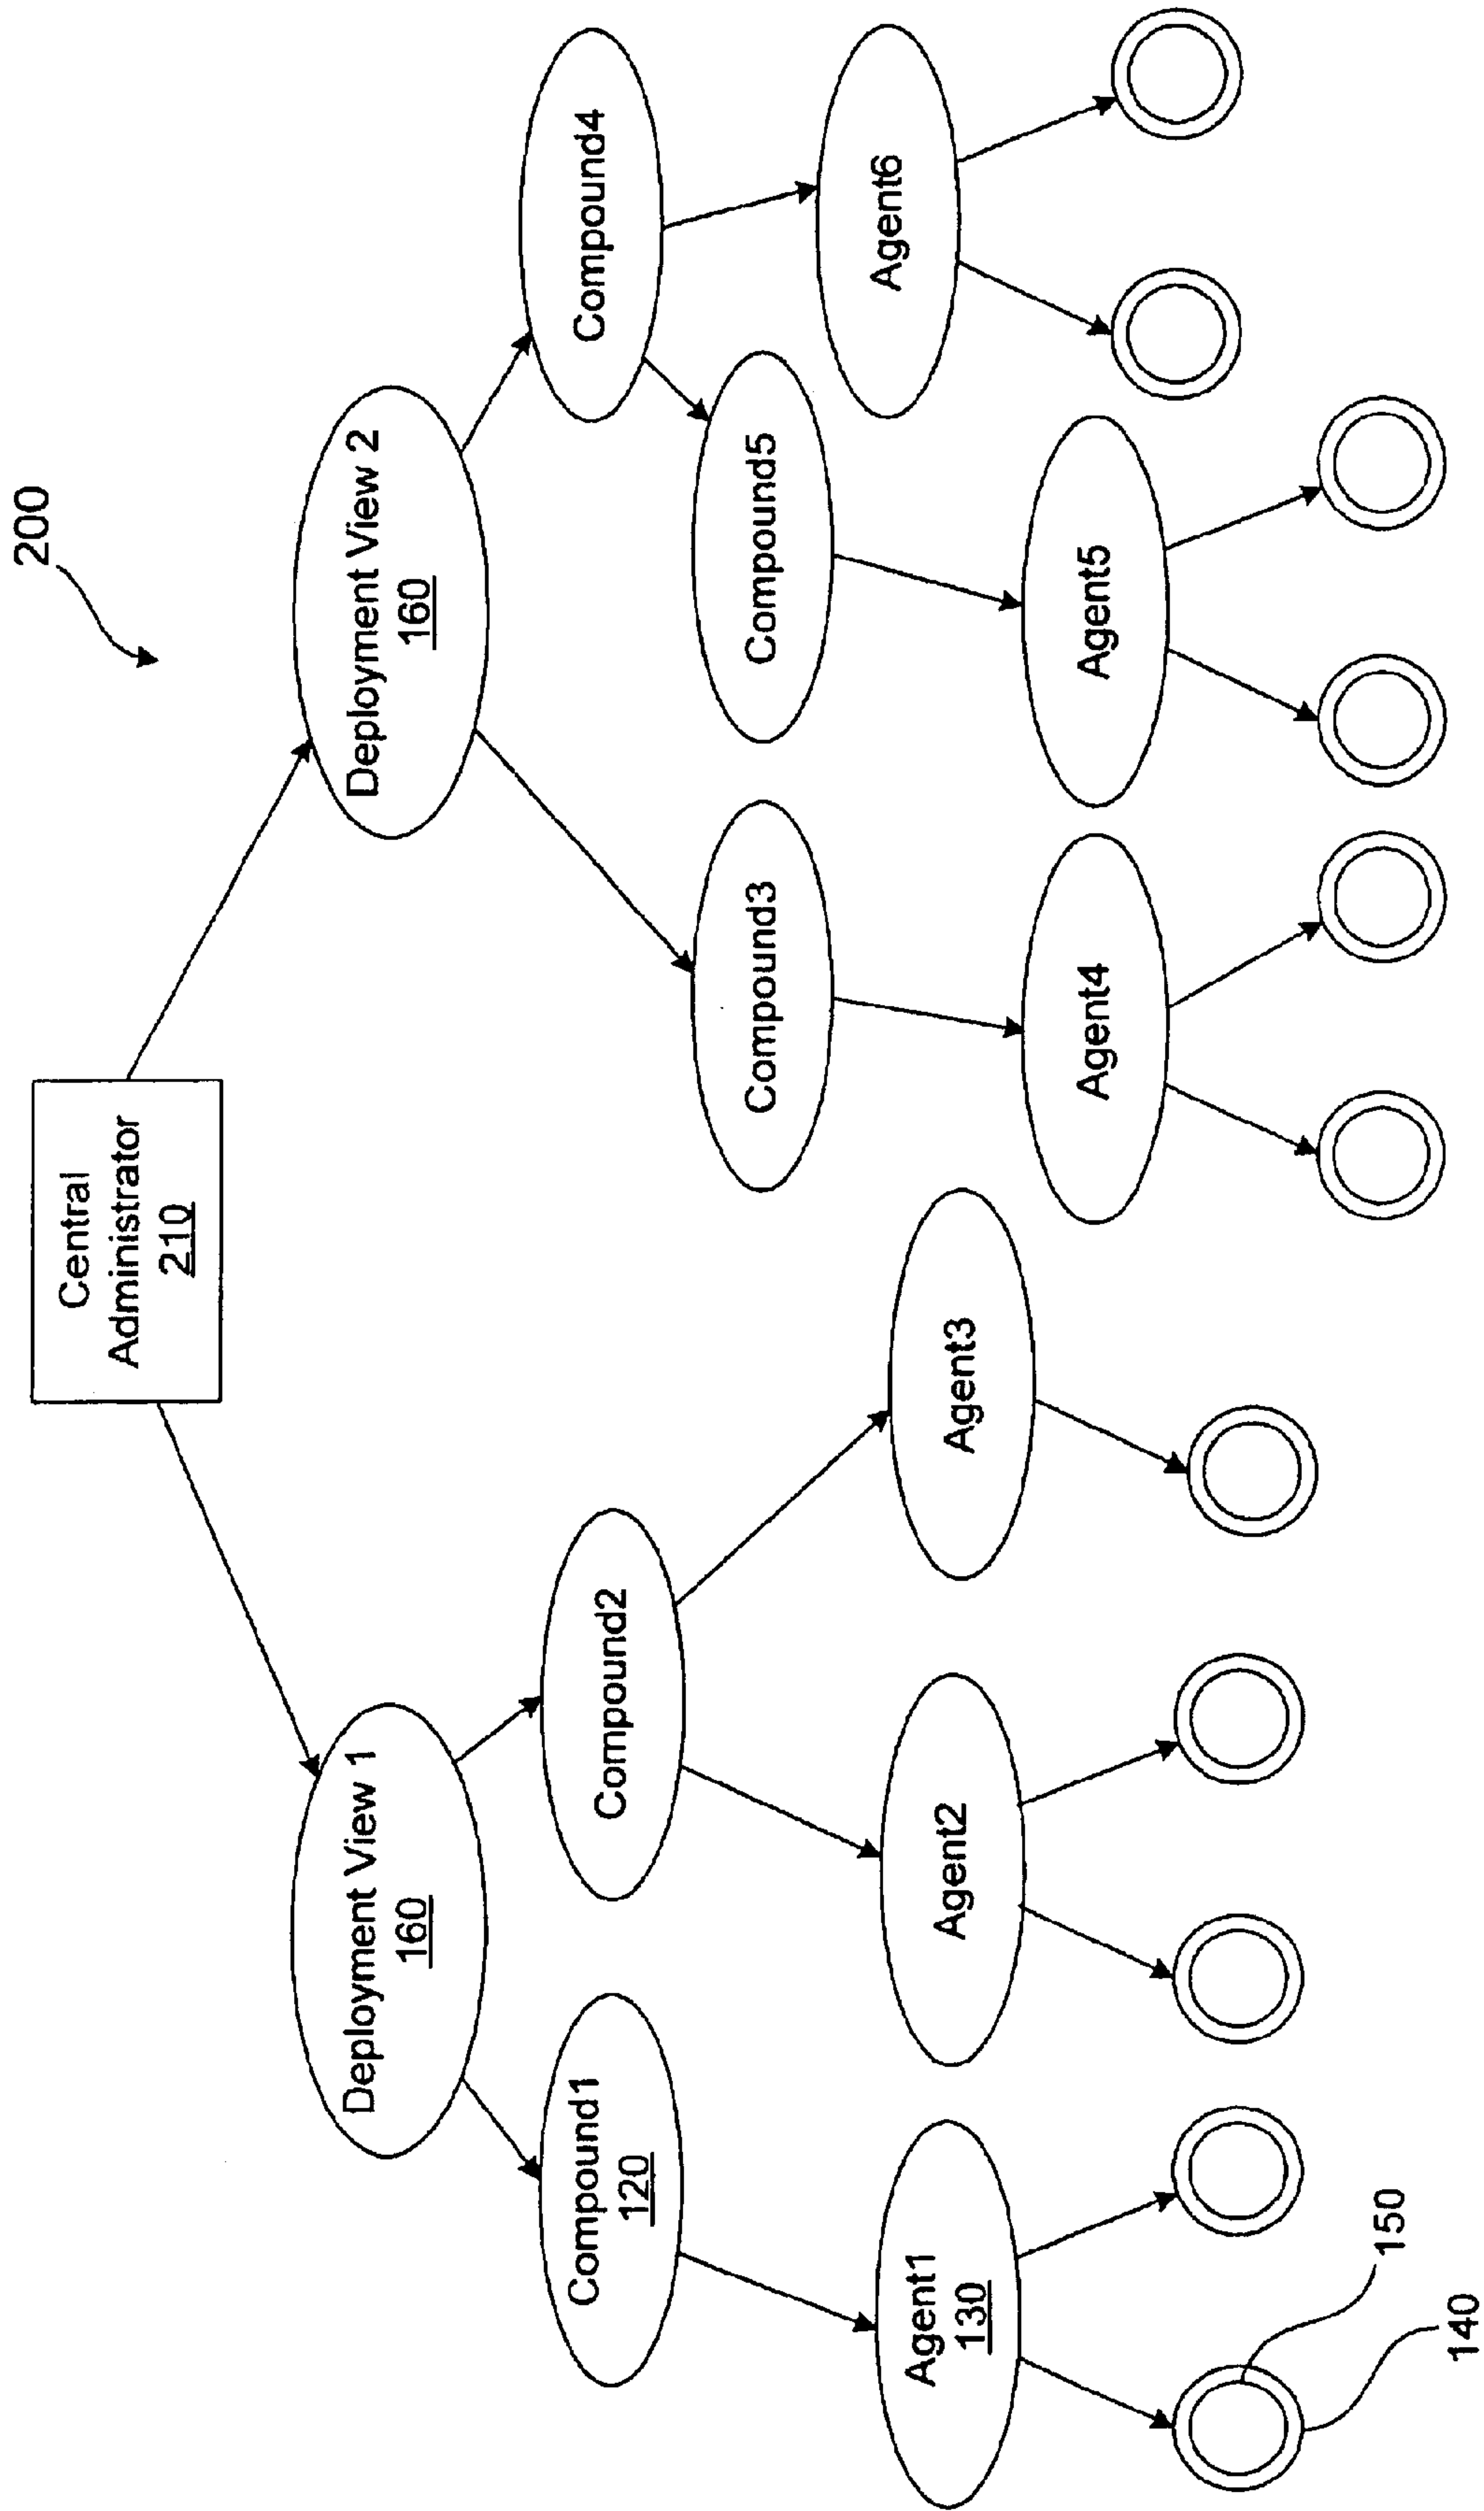 200
Central
Administrator
210
Deployment View 1
160
Deployment View 2
160
Compound1
120
Compound2
Compound3
Compound5
Compound4
Agent1
130
Agent2
Agent3
Agent4
Agent5
Agent6
150
140